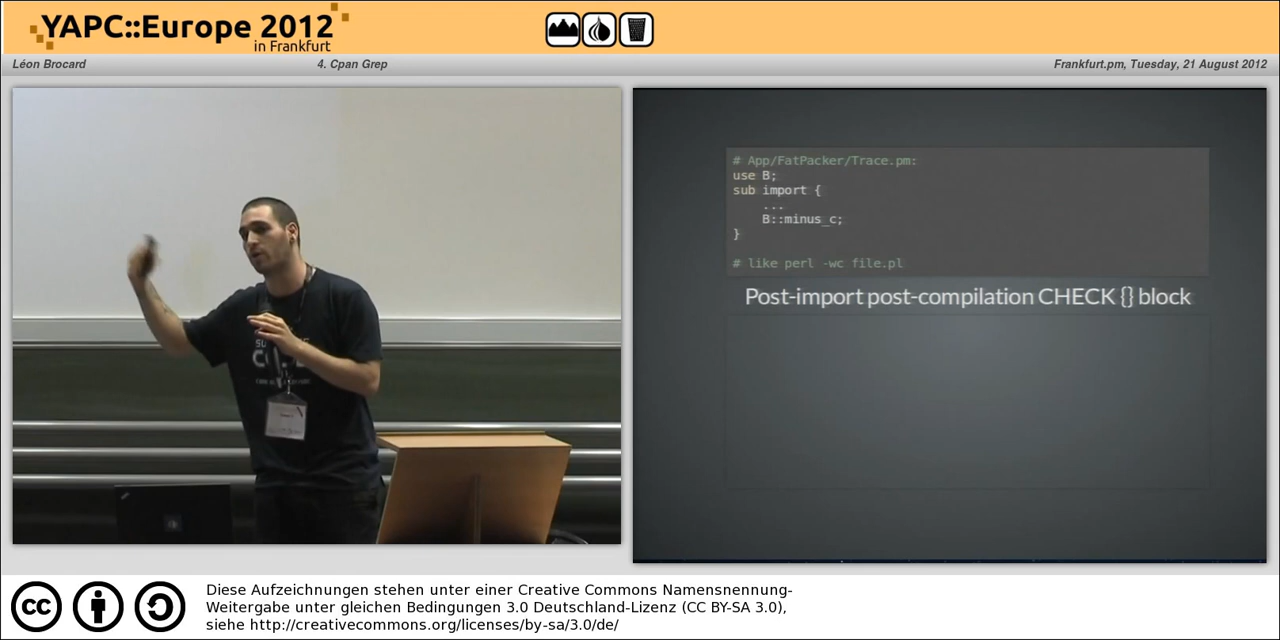 YAPC::Europe 2012
in Frankfurt
Léon Brocard
4. Cpan Grep
Frankfurt.pm, Tuesday, 21 August 2012
# App/FatPacker/Trace.pm:
use B;
sub import {
...
B::minus_c;
}
# like perl -wc file.pl
Post-import post-compilation CHECK {} block
cc
Diese Aufzeichnungen stehen unter einer Creative Commons Namensnennung-
Weitergabe unter gleichen Bedingungen 3.0 Deutschland-Lizenz (CC BY-SA 3.0),
siehe http://creativecommons.org/licenses/by-sa/3.0/de/